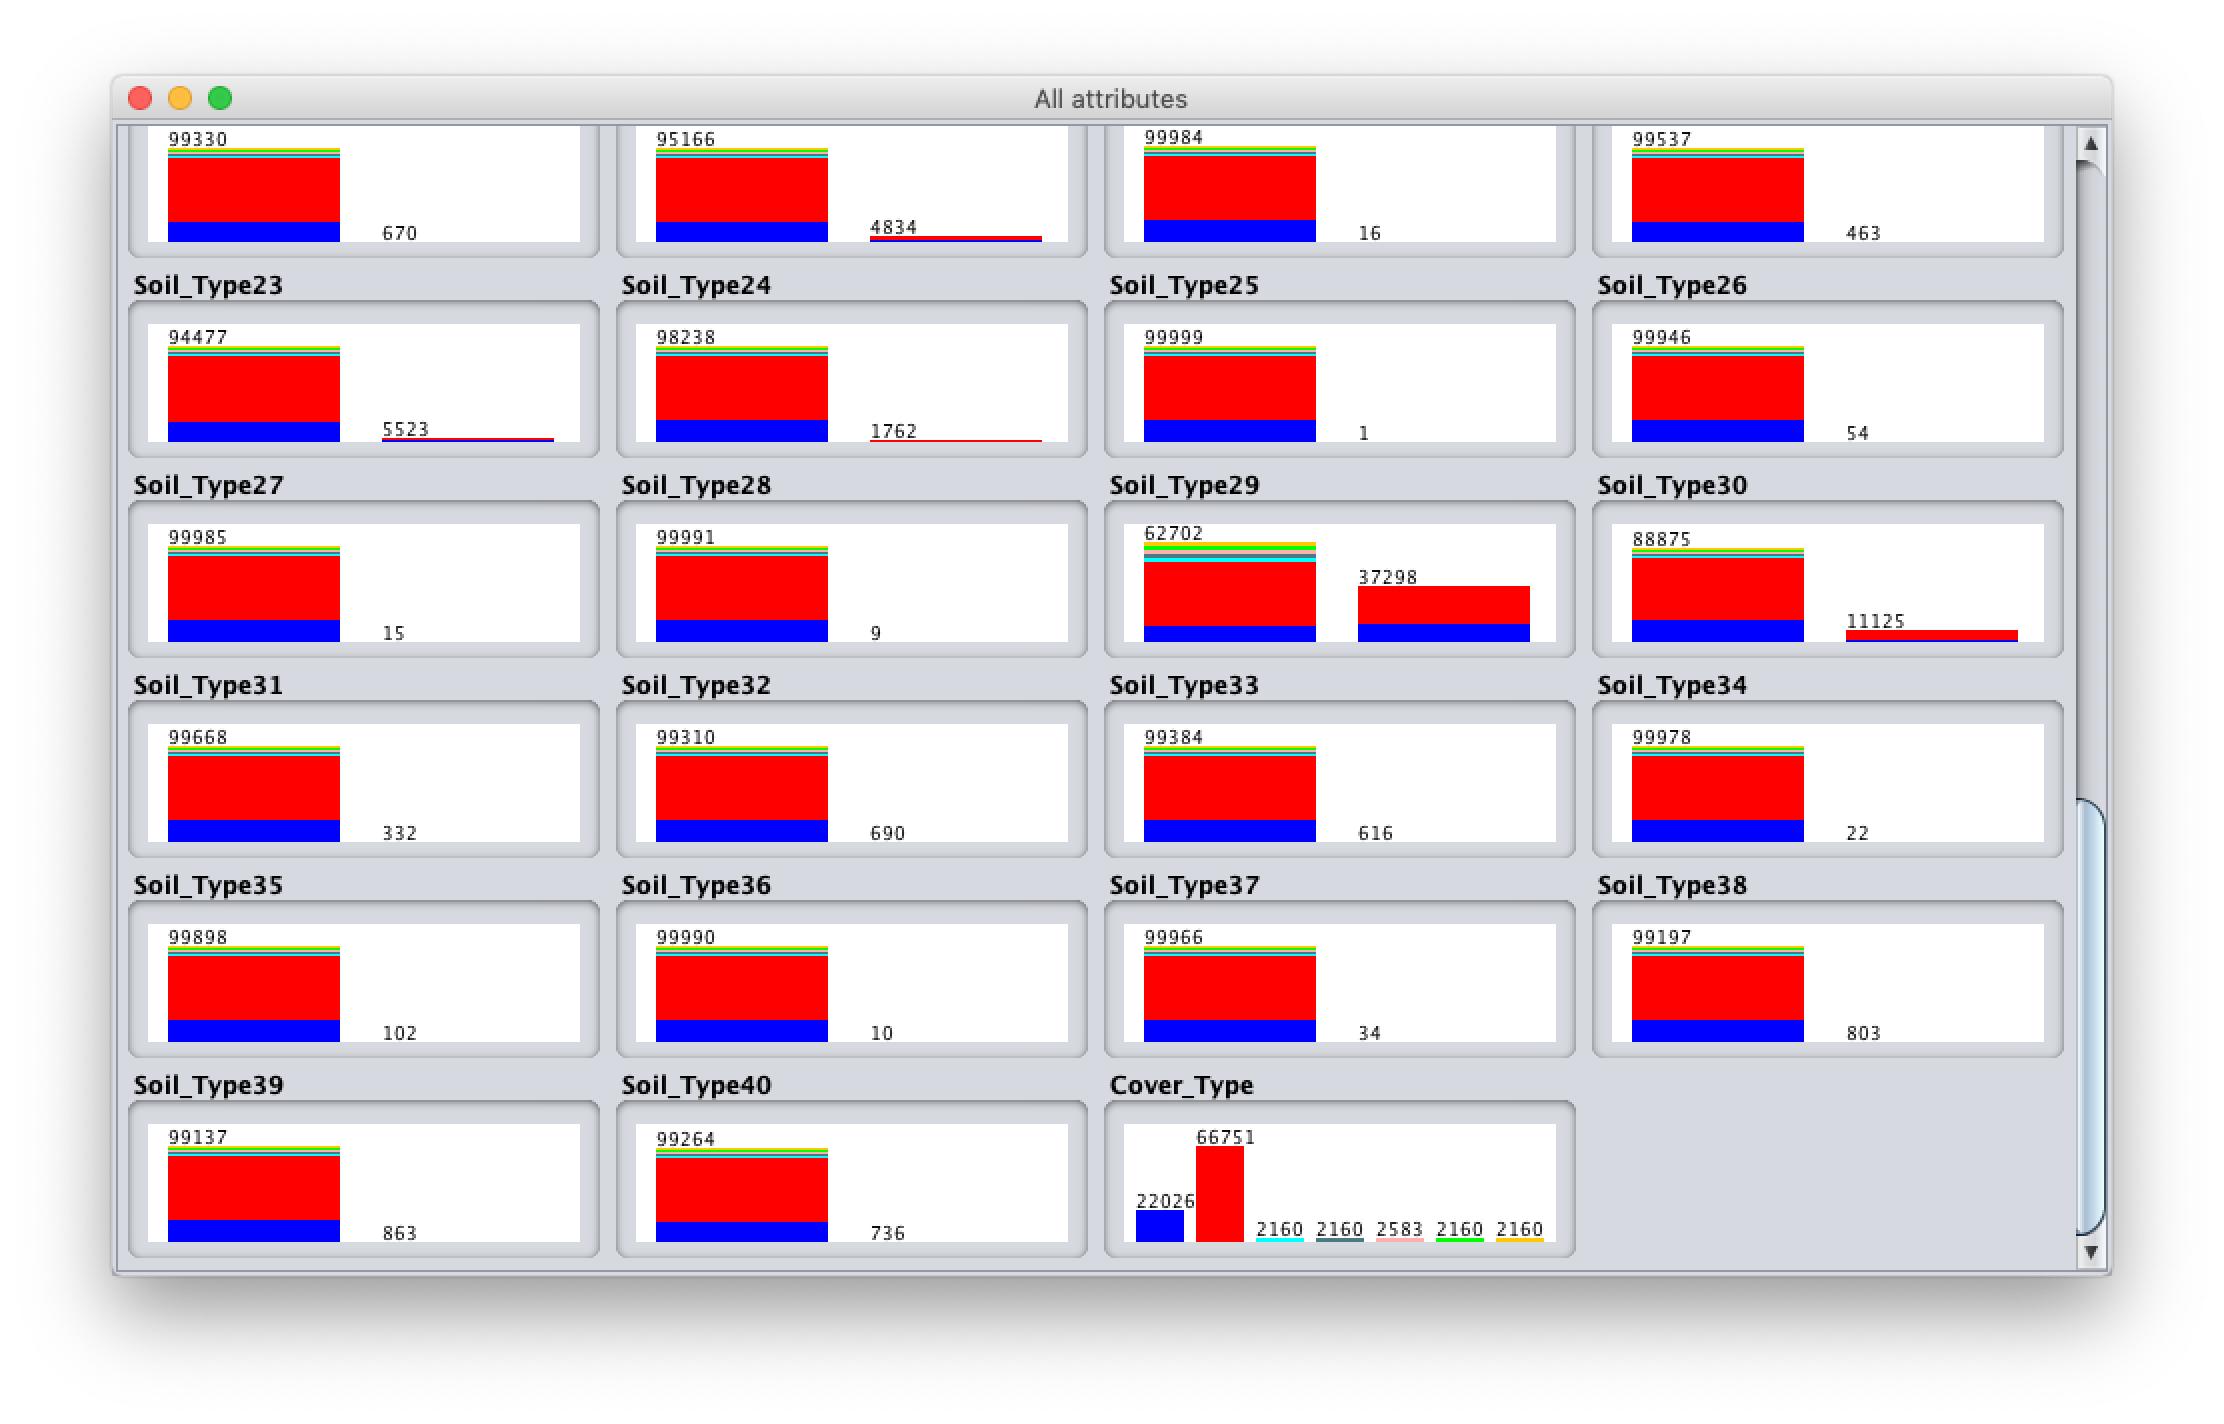 All attributes
99330 670 95166 4834 99984 16 99537 463
Soil_Type23 Soil_Type24 Soil_Type25 Soil_Type26
94477 5523 98238 1762 99999 1 99946 54
Soil_Type27 Soil_Type28 Soil_Type29 Soil_Type30
99985 15 99991 9 62702 37298 88875 11125
Soil_Type31 Soil_Type32 Soil_Type33 Soil_Type34
99668 332 99310 690 99384 616 99978 22
Soil_Type35 Soil_Type36 Soil_Type37 Soil_Type38
99898 102 99990 10 99966 34 99197 803
Soil_Type39 Soil_Type40 Cover_Type
99137 863 99264 736 22026 66751 2160 2160 2583 2160 2160